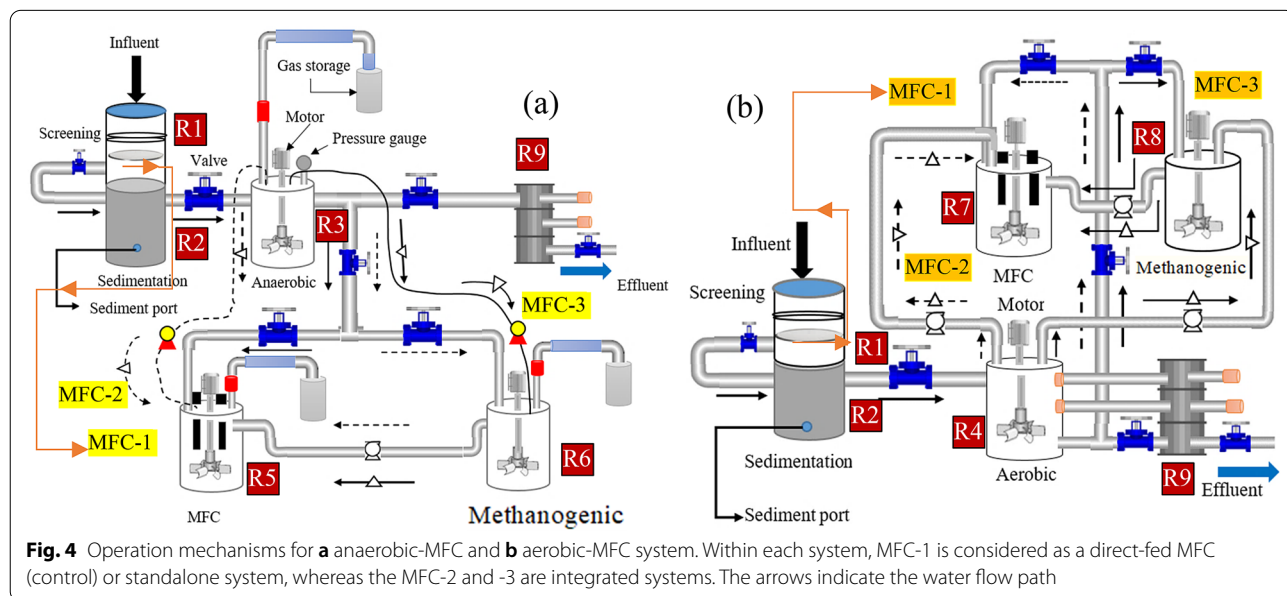 Influent
Gas storage
(a)
Motor
Pressure gauge
Screening
R1
Valve
R9
R2
R3
Sedimentation
Anaerobic
Sediment port
Effluent
MFC-3
MFC-2
MFC-1
R5
R6
MFC
Methanogenic
(b)
MFC-1
MFC-3
R8
R7
Influent
MFC-2
MFC
Methanogenic
Screening
Motor
R1
R2
R4
Sedimentation
Aerobic
R9
Effluent
Sediment port
Fig. 4 Operation mechanisms for a anaerobic-MFC and b aerobic-MFC system. Within each system, MFC-1 is considered as a direct-fed MFC
(control) or standalone system, whereas the MFC-2 and -3 are integrated systems. The arrows indicate the water flow path